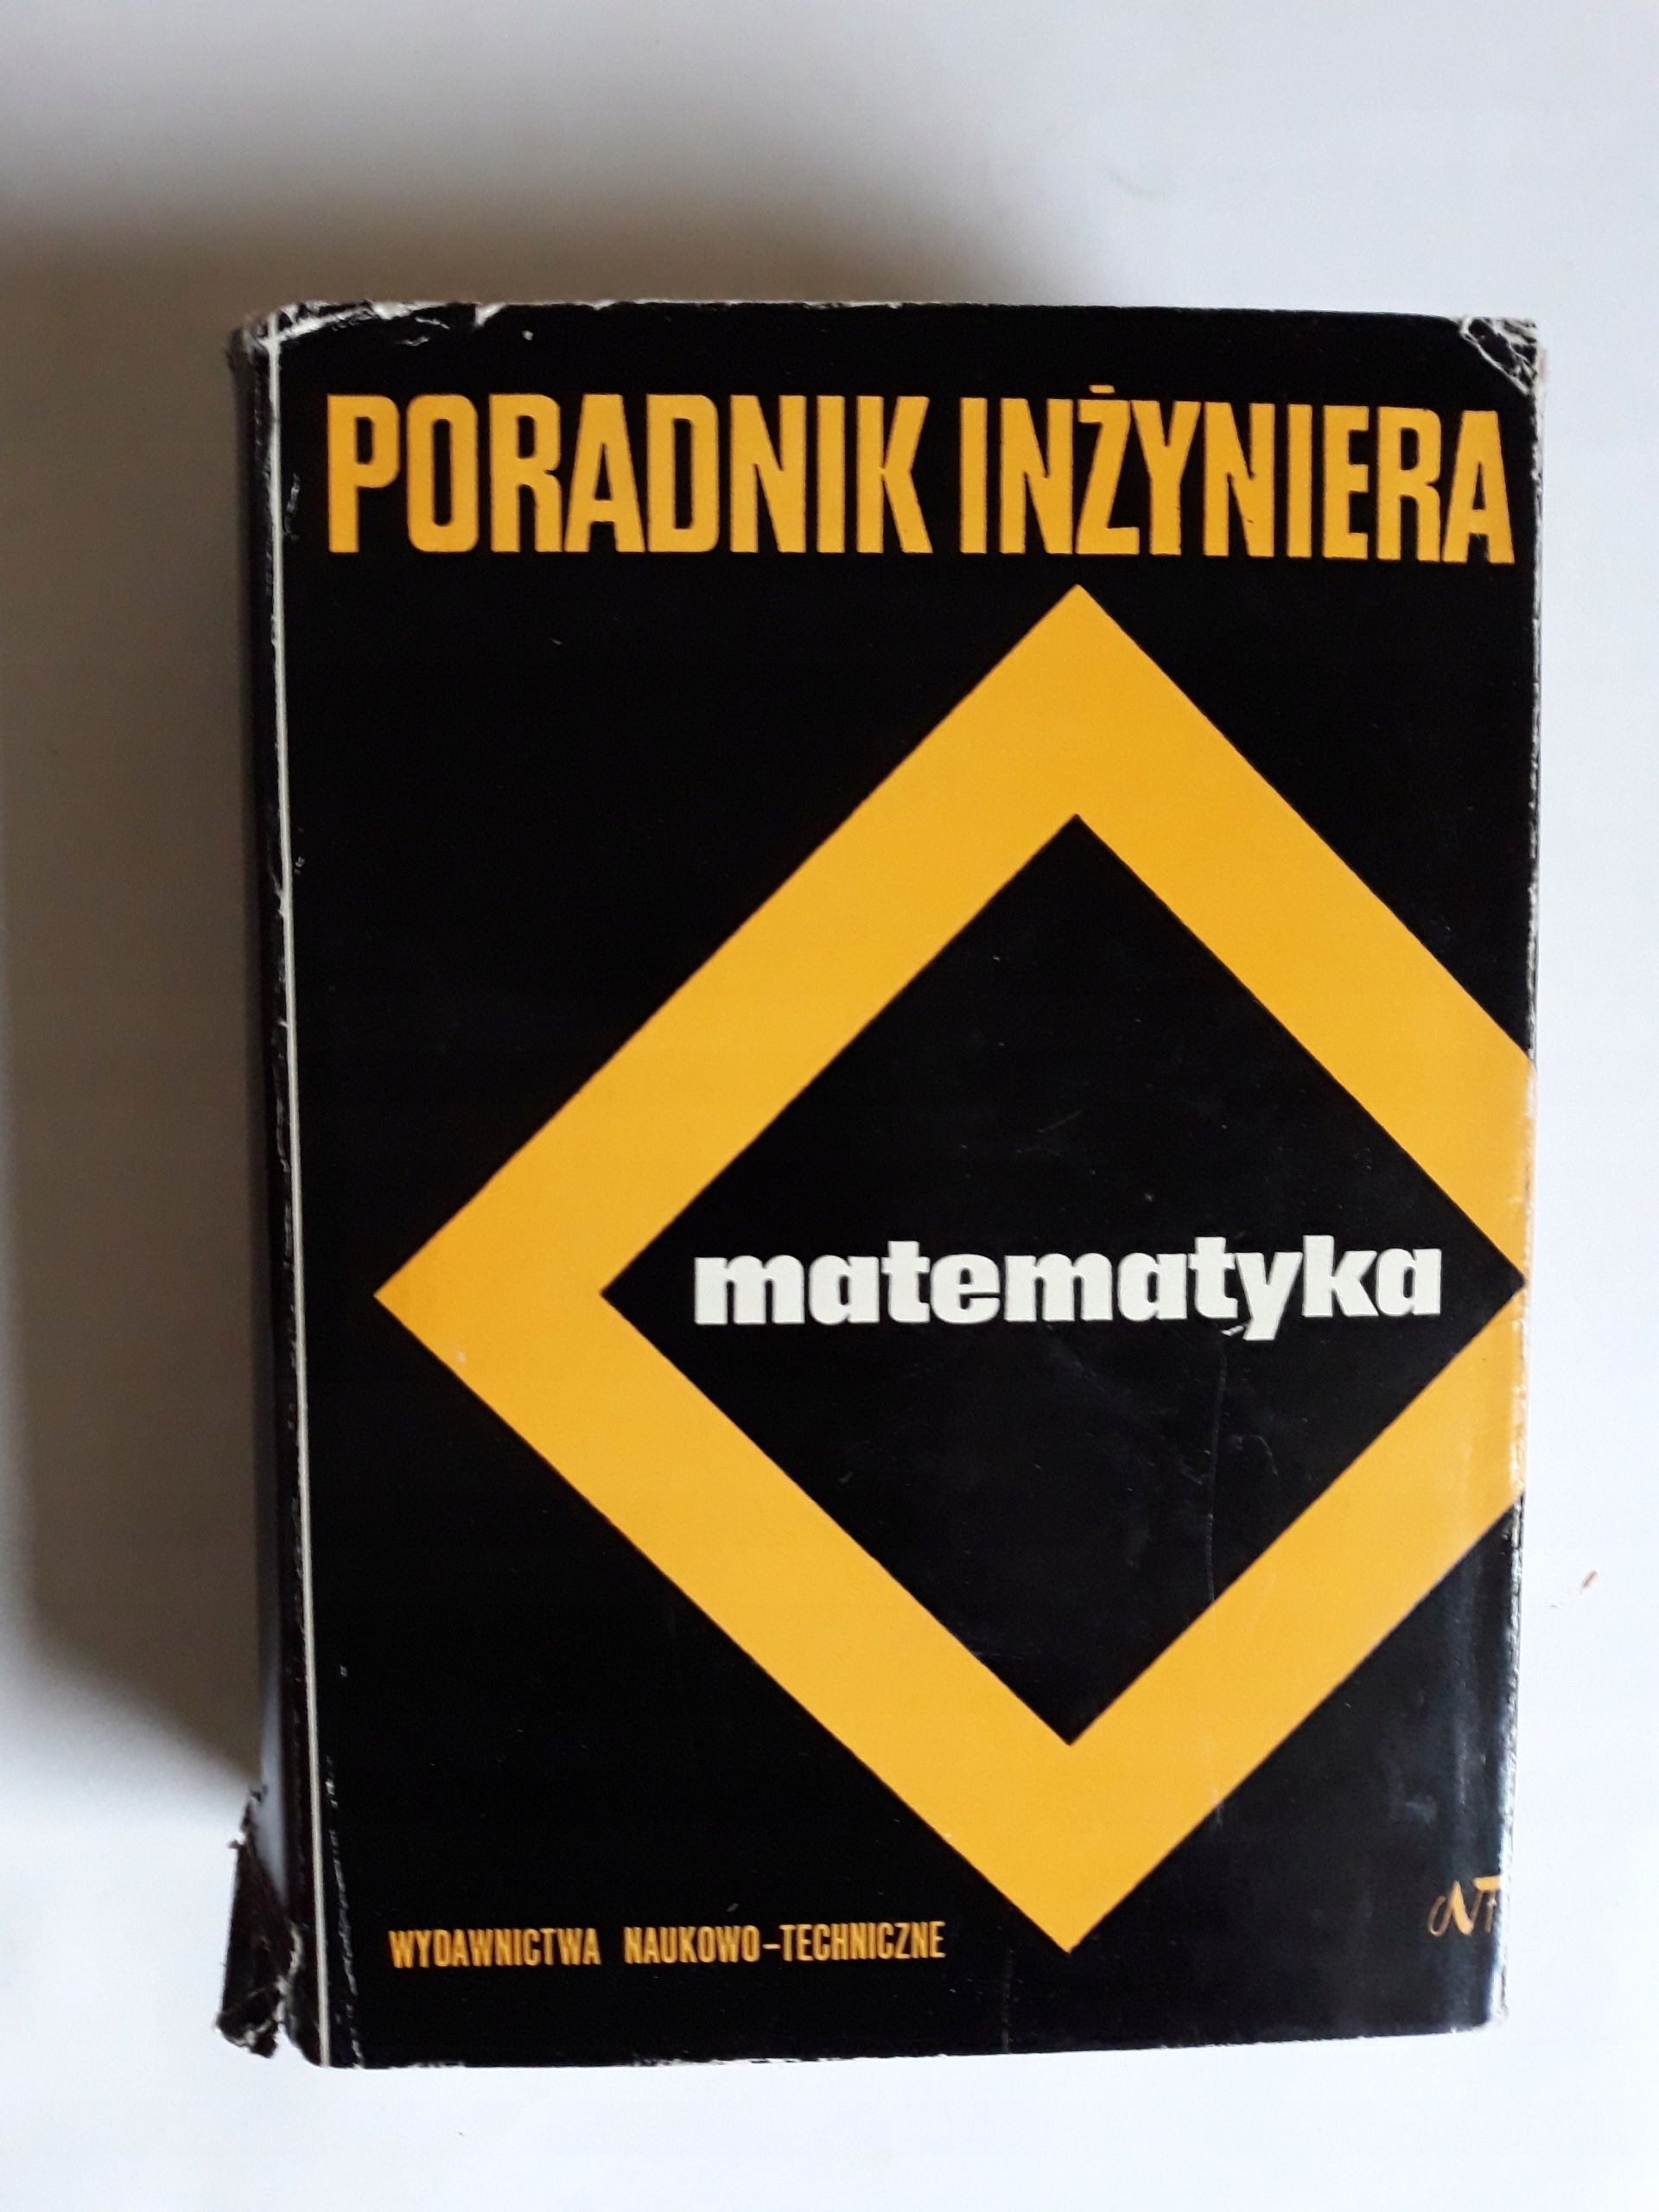 PORADNIK INŻYNIERA
matematyka
WYDAWNICTWA NAUKOWO-TECHNICZNE